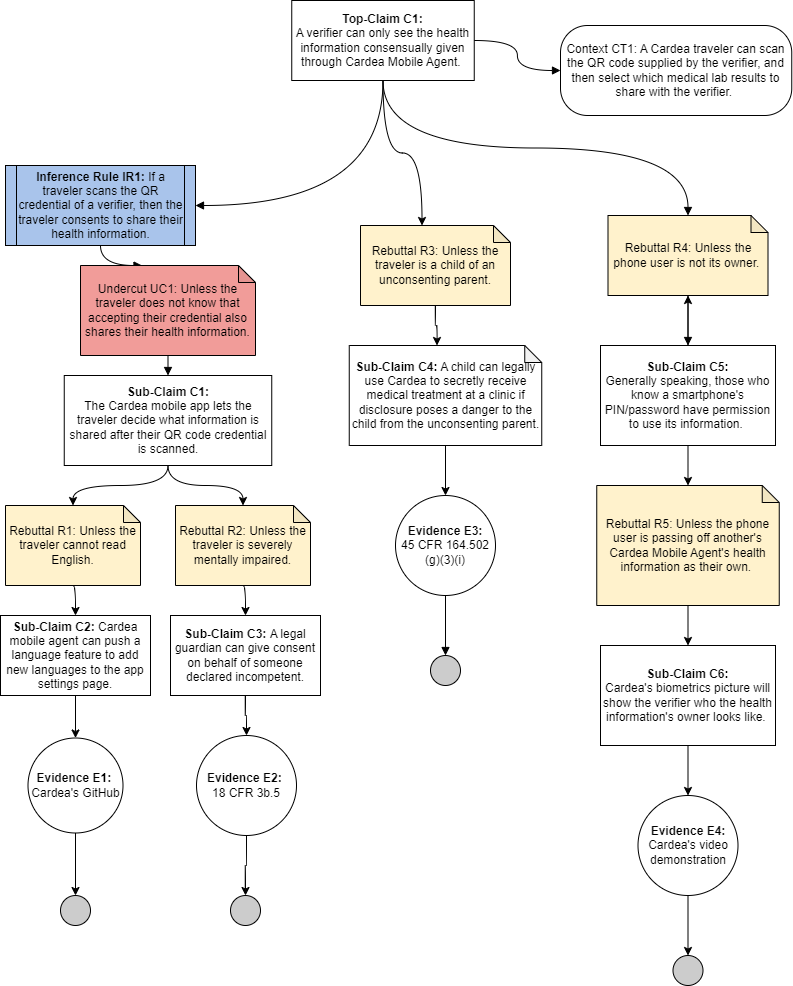 Top-Claim C1:
A verifier can only see the health
information consensually given
through Cardea Mobile Agent.
Context CT1: A Cardea traveler can scan
the QR code supplied by the verifier, and
then select which medical lab results to
share with the verifier.
Inference Rule IR1: If a
traveler scans the QR
credential of a verifier, then the
traveler consents to share their
health information.
Rebuttal R3: Unless the
traveler is a child of an
unconsenting parent.
Rebuttal R4: Unless the
phone user is not its owner.
Undercut UC1: Unless the
traveler does not know that
accepting their credential also
shares their health information.
Sub-Claim C1:
The Cardea mobile app lets the
traveler decide what information is
shared after their QR code credential
is scanned.
Sub-Claim C4: A child can legally
use Cardea to secretly receive
medical treatment at a clinic if
disclosure poses a danger to the
child from the unconsenting parent.
Sub-Claim C5:
Generally speaking, those who
know a smartphone's
PIN/password have permission
to use its information.
Rebuttal R1: Unless the
traveler cannot read
English.
Rebuttal R2: Unless the
traveler is severely
mentally impaired.
Evidence E3:
45 CFR 164.502
(g)(3)(i)
Rebuttal R5: Unless the phone
user is passing off another's
Cardea Mobile Agent's health
information as their own.
Sub-Claim C2: Cardea
mobile agent can push a
language feature to add
new languages to the app
settings page.
Sub-Claim C3: A legal
guardian can give consent
on behalf of someone
declared incompetent.
Sub-Claim C6:
Cardea's biometrics picture will
show the verifier who the health
information's owner looks like.
Evidence E1:
Cardea's GitHub
Evidence E2:
18 CFR 3b.5
Evidence E4:
Cardea's video
demonstration